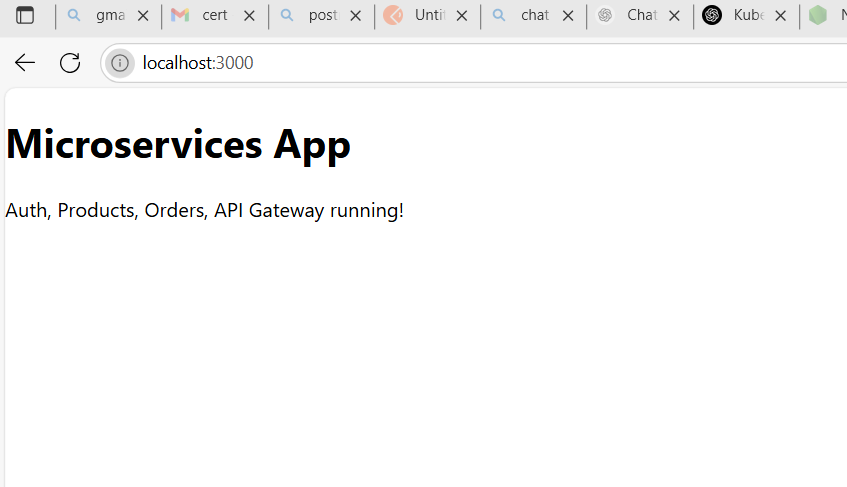 gma cert post Unti chat Chat Kube
localhost:3000
Microservices App
Auth, Products, Orders, API Gateway running!